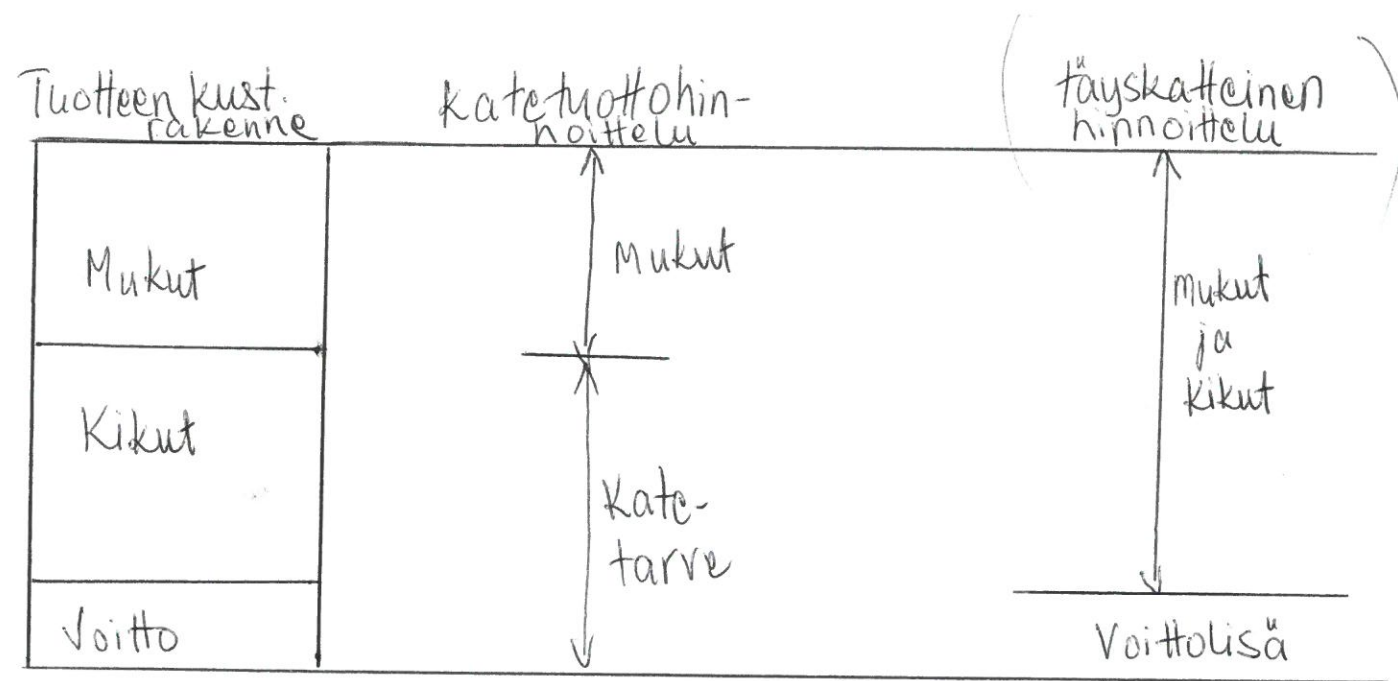 Tuotteen kust.
rakenne
Katetuottohin-
noittelu
täyskatteinen
hinnoittelu
Mukut
Kikut
Voitto
Mukut
Kate-
tarve
Mukut
ja
Kikut
Voittolisä